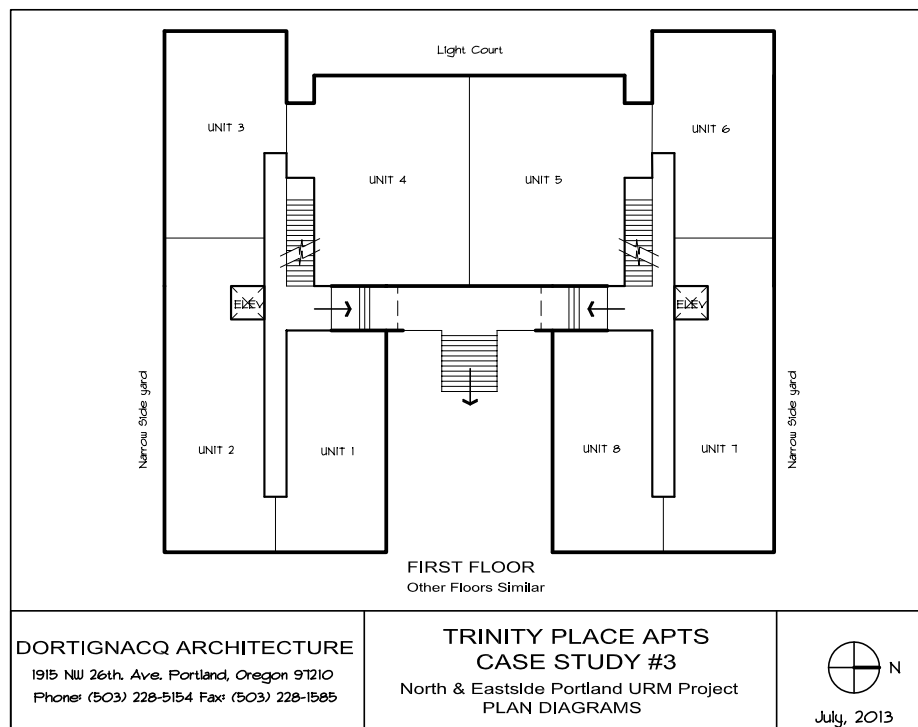 Light Court
UNIT 3
UNIT 6
UNIT 4
UNIT 5
ELEV
ELEV
Narrow Side yard
Narrow Side yard
UNIT 2
UNIT 1
UNIT 8
UNIT 7
FIRST FLOOR
Other Floors Similar
DORTIGNACQ ARCHITECTURE
1915 NW 26th. Ave. Portland, Oregon 97210
Phone: (503) 228-5154 Fax: (503) 228-1585
TRINITY PLACE APTS
CASE STUDY #3
North & Eastside Portland URM Project
PLAN DIAGRAMS
N
July, 2013